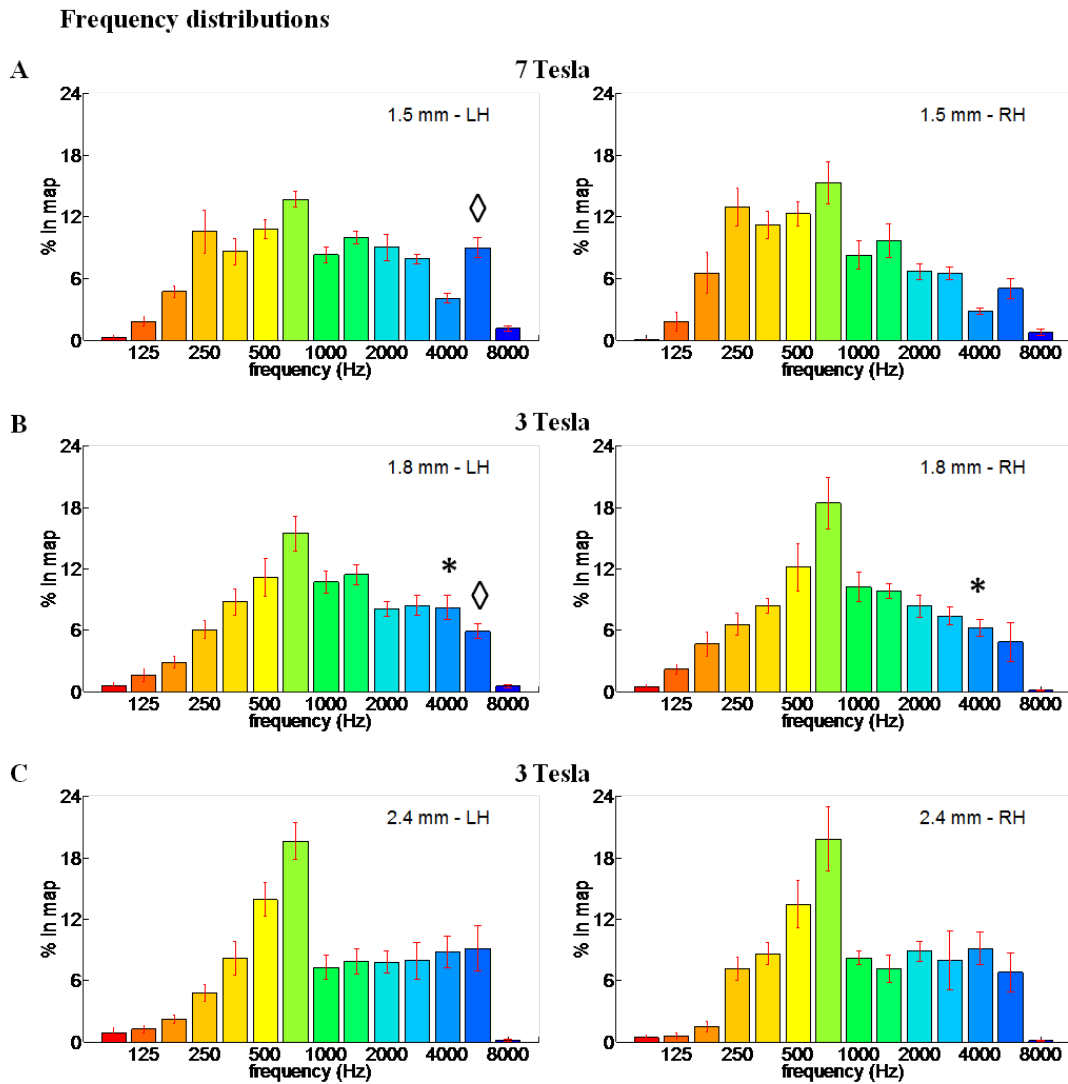 Frequency distributions
A
7 Tesla
24
18
12
6
0
% In map
1.5 mm - LH
◊
125 250 500 1000 2000 4000 8000
frequency (Hz)
24
18
12
6
0
% In map
1.5 mm - RH
125 250 500 1000 2000 4000 8000
frequency (Hz)
B
3 Tesla
24
18
12
6
0
% In map
1.8 mm - LH
*
◊
125 250 500 1000 2000 4000 8000
frequency (Hz)
24
18
12
6
0
% In map
1.8 mm - RH
*
125 250 500 1000 2000 4000 8000
frequency (Hz)
C
3 Tesla
24
18
12
6
0
% In map
2.4 mm - LH
125 250 500 1000 2000 4000 8000
frequency (Hz)
24
18
12
6
0
% In map
2.4 mm - RH
125 250 500 1000 2000 4000 8000
frequency (Hz)